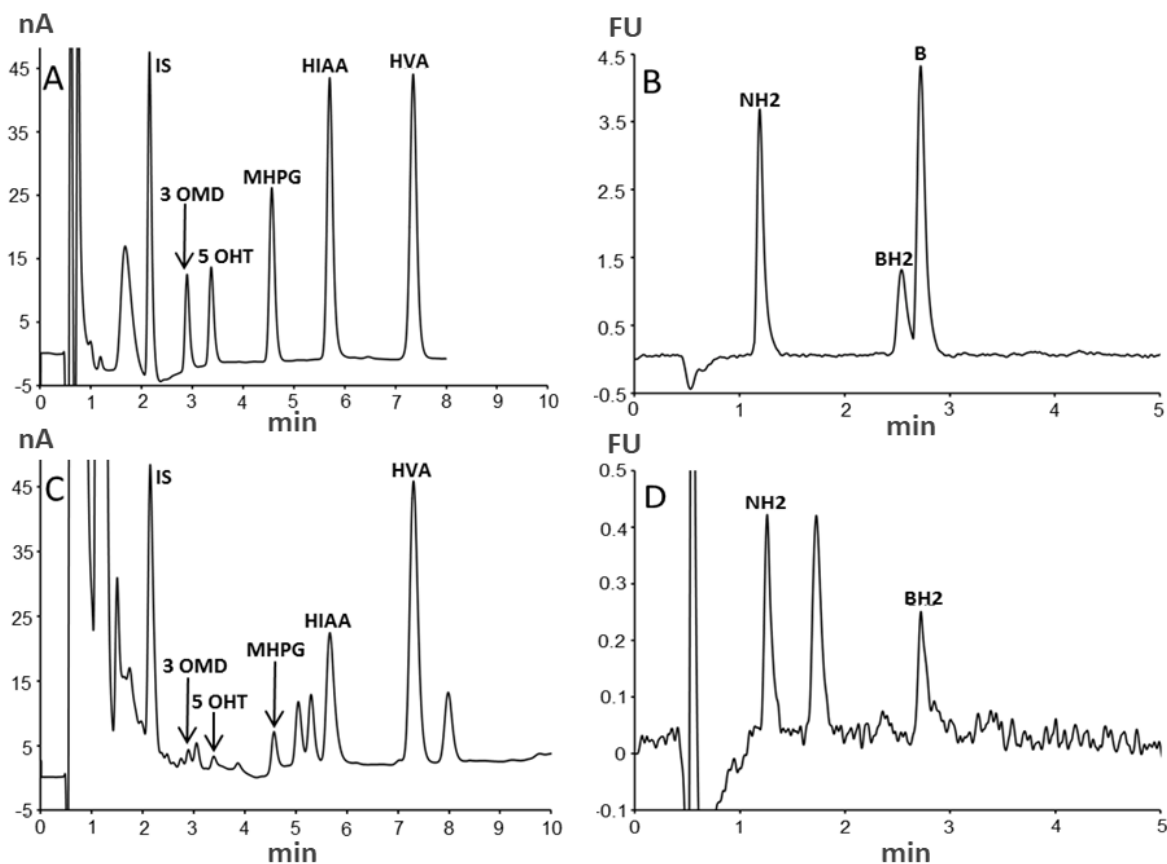 nA
45
35
25
15
5
-5
A
IS
3 OMD
5 OHT
MHPG
HIAA
HVA
0 1 2 3 4 5 6 7 8 9 10
min
FU
4.5
3.5
2.5
1.5
0.5
-0.5
B
NH2
BH2
B
0 1 2 3 4 5
min
nA
45
35
25
15
5
-5
C
IS
3 OMD
5 OHT
MHPG
HIAA
HVA
0 1 2 3 4 5 6 7 8 9 10
min
FU
0.5
0.4
0.3
0.2
0.1
0
-0.1
D
NH2
BH2
0 1 2 3 4 5
min